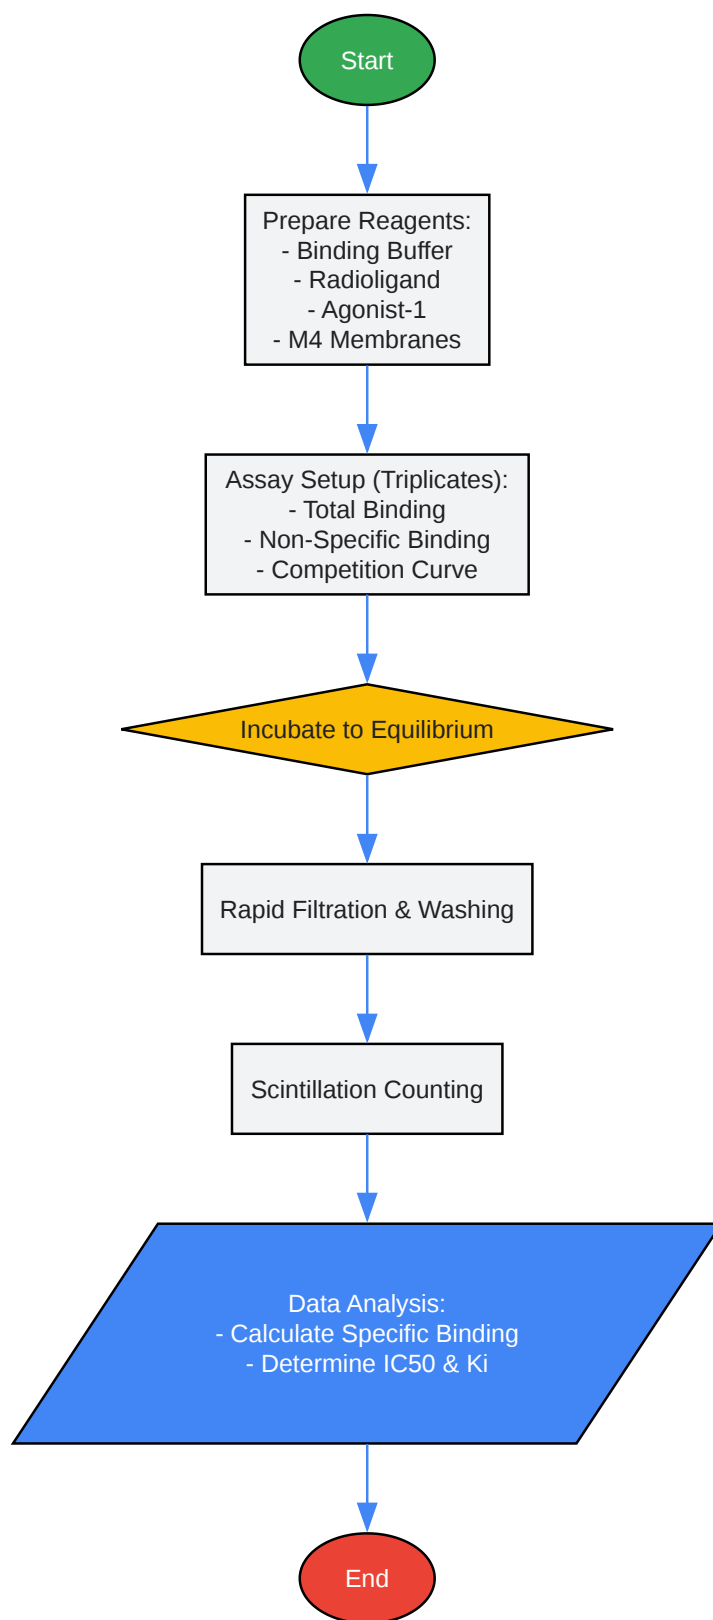 Start
Prepare Reagents:
- Binding Buffer
- Radioligand
- Agonist-1
- M4 Membranes
Assay Setup (Triplicates):
- Total Binding
- Non-Specific Binding
- Competition Curve
Incubate to Equilibrium
Rapid Filtration & Washing
Scintillation Counting
Data Analysis:
- Calculate Specific Binding
- Determine IC50 & Ki
End